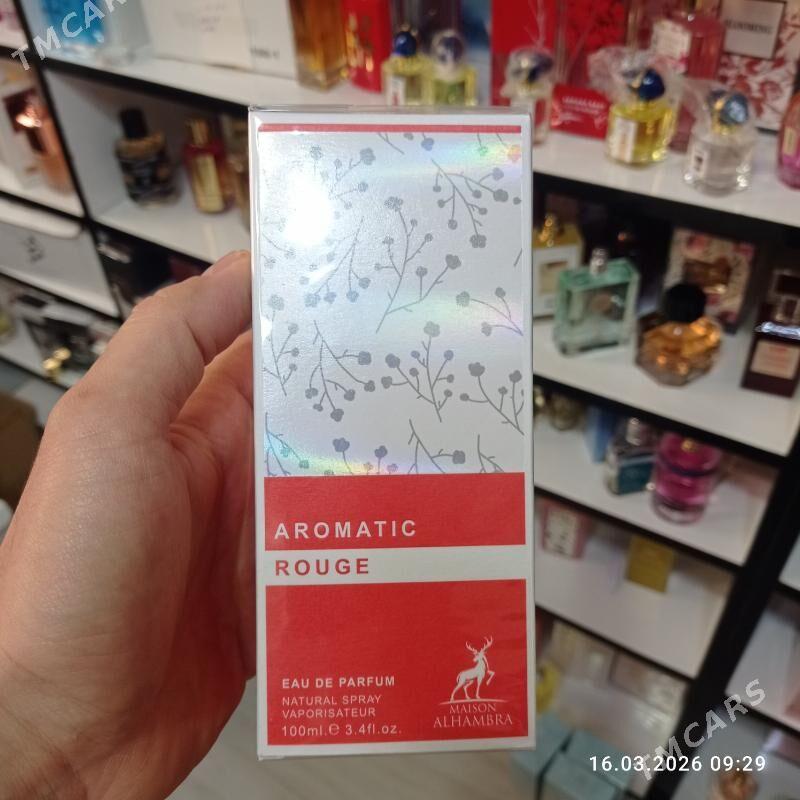 TMCARS
AROMATIC
ROUGE
EAU DE PARFUM
NATURAL SPRAY
VAPORISATEUR
100ml.℮ 3.4fl.oz.
MAISON
ALHAMBRA
TMCARS
16.03.2026 09:29